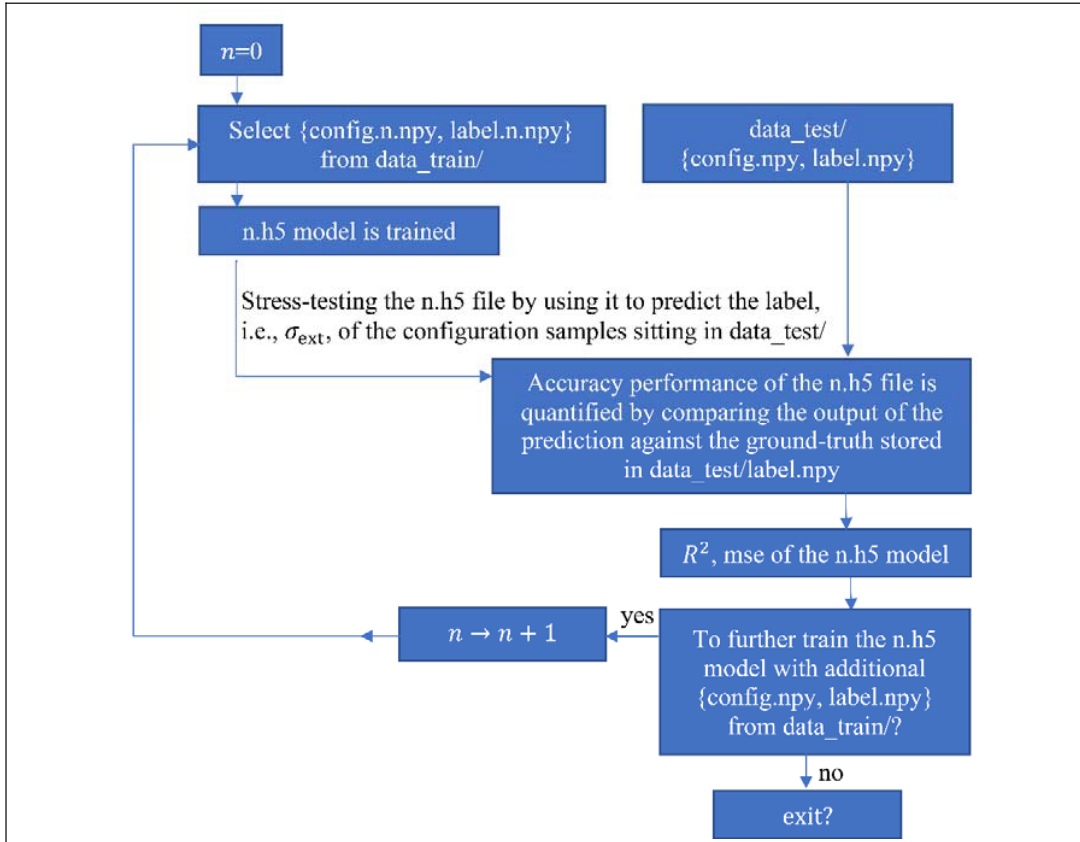 n=0
Select {config.n.npy, label.n.npy}
from data_train/
data_test/
{config.npy, label.npy}
n.h5 model is trained
Stress-testing the n.h5 file by using it to predict the label,
i.e., σ_ext, of the configuration samples sitting in data_test/
Accuracy performance of the n.h5 file is
quantified by comparing the output of the
prediction against the ground-truth stored
in data_test/label.npy
R², mse of the n.h5 model
yes
n → n + 1
To further train the n.h5
model with additional
{config.npy, label.npy}
from data_train/?
no
exit?